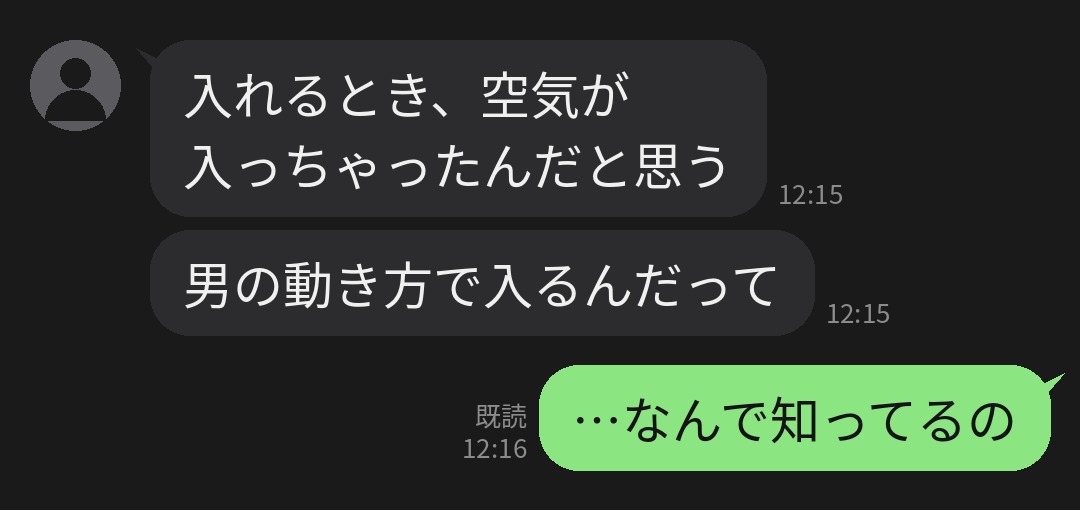 入れるとき、空気が
入っちゃったんだと思う
12:15
男の動き方で入るんだって
12:15
…なんで知ってるの
既読
12:16